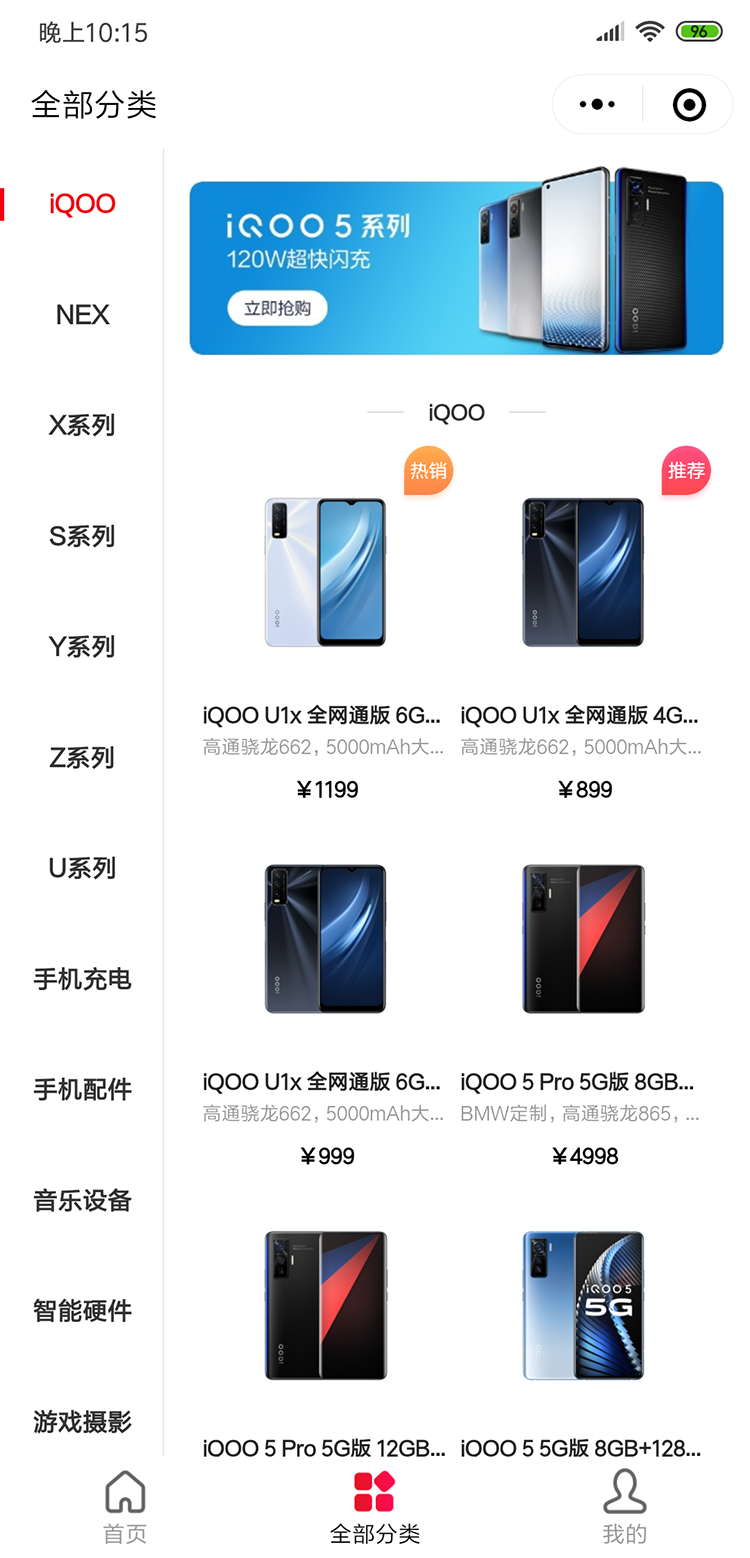 晚上10:15
96
全部分类
iQOO
NEX
X系列
S系列
Y系列
Z系列
U系列
手机充电
手机配件
音乐设备
智能硬件
游戏摄影
iQOO 5 系列
120W超快闪充
立即抢购
iQOO
热销
推荐
iQOO U1x 全网通版 6G...
iQOO U1x 全网通版 4G...
高通骁龙662，5000mAh大...
高通骁龙662，5000mAh大...
¥1199
¥899
iQOO U1x 全网通版 6G...
iQOO 5 Pro 5G版 8GB...
高通骁龙662，5000mAh大...
BMW定制，高通骁龙865，...
¥999
¥4998
iQOO 5
5G
iQOO 5 Pro 5G版 12GB...
iQOO 5 5G版 8GB+128...
首页
全部分类
我的